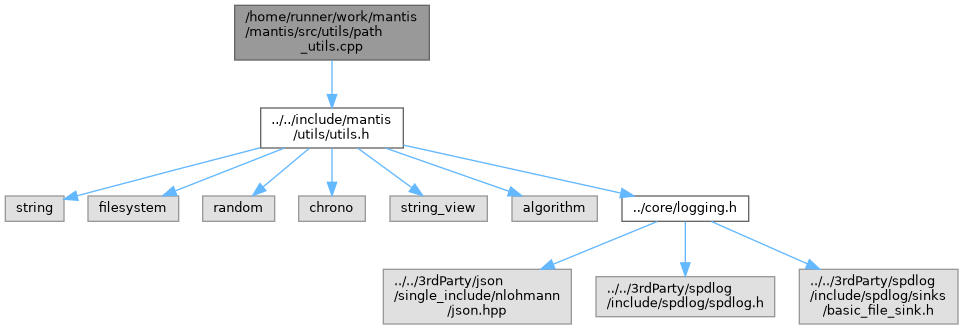 /home/runner/work/mantis
/mantis/src/utils/path
_utils.cpp
../../include/mantis
/utils/utils.h
string
filesystem
random
chrono
string_view
algorithm
../core/logging.h
../../3rdParty/json
/single_include/nlohmann
/json.hpp
../../3rdParty/spdlog
/include/spdlog/spdlog.h
../../3rdParty/spdlog
/include/spdlog/sinks
/basic_file_sink.h